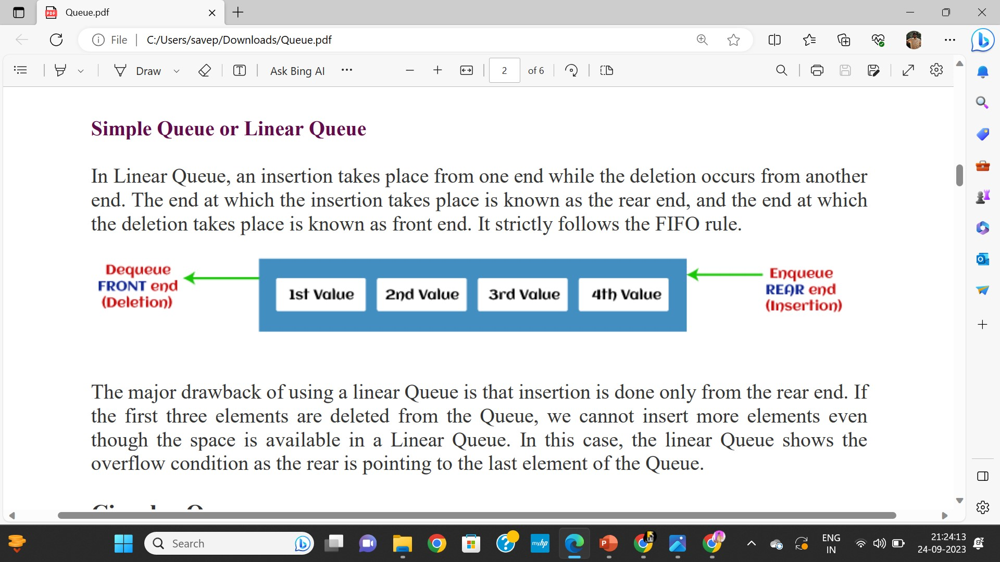 Queue.pdf
File
C:/Users/savep/Downloads/Queue.pdf
Draw
Ask Bing AI
2
of 6
Simple Queue or Linear Queue
In Linear Queue, an insertion takes place from one end while the deletion occurs from another
end. The end at which the insertion takes place is known as the rear end, and the end at which
the deletion takes place is known as front end. It strictly follows the FIFO rule.
Dequeue
FRONT end
(Deletion)
1st Value
2nd Value
3rd Value
4th Value
Enqueue
REAR end
(Insertion)
The major drawback of using a linear Queue is that insertion is done only from the rear end. If
the first three elements are deleted from the Queue, we cannot insert more elements even
though the space is available in a Linear Queue. In this case, the linear Queue shows the
overflow condition as the rear is pointing to the last element of the Queue.
Search
myhp
ENG
IN
21:24:13
24-09-2023